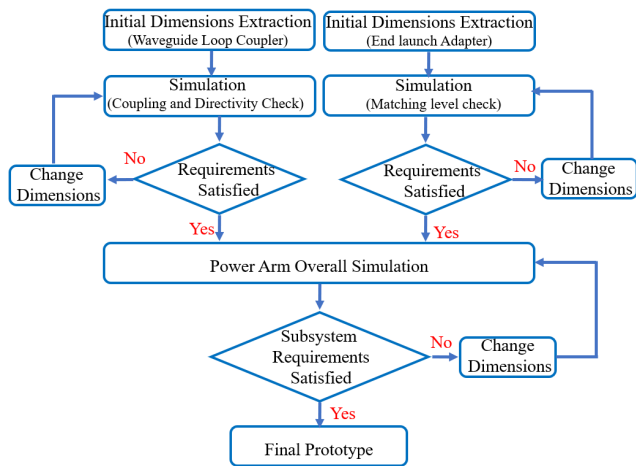 Initial Dimensions Extraction
(Waveguide Loop Coupler)
Initial Dimensions Extraction
(End launch Adapter)
Simulation
(Coupling and Directivity Check)
Simulation
(Matching level check)
No
Change
Dimensions
Requirements
Satisfied
Requirements
Satisfied
No
Change
Dimensions
Yes
Yes
Power Arm Overall Simulation
Subsystem
Requirements
Satisfied
No
Change
Dimensions
Yes
Final Prototype